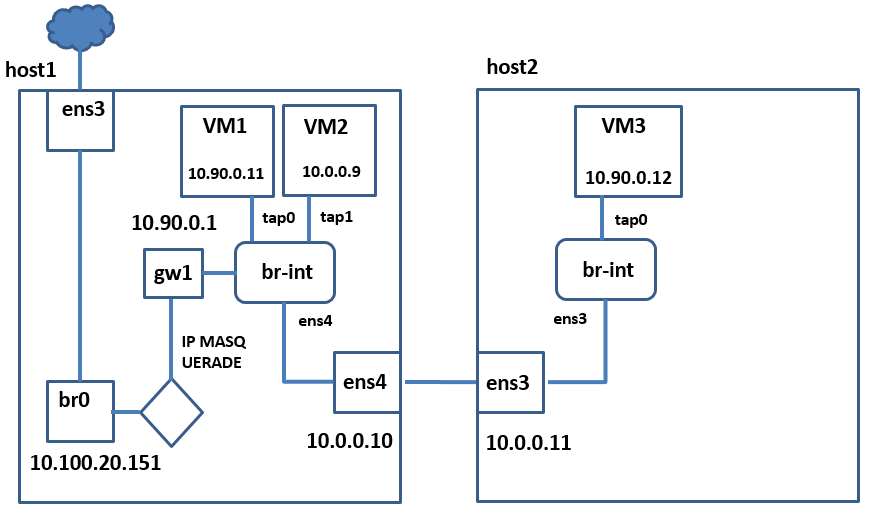 host1
host2
ens3
VM1
VM2
VM3
10.90.0.11
10.0.0.9
10.90.0.12
10.90.0.1
tap0
tap1
tap0
gw1
br-int
br-int
ens4
ens3
IP MASQ
UERADE
br0
ens4
ens3
10.100.20.151
10.0.0.10
10.0.0.11